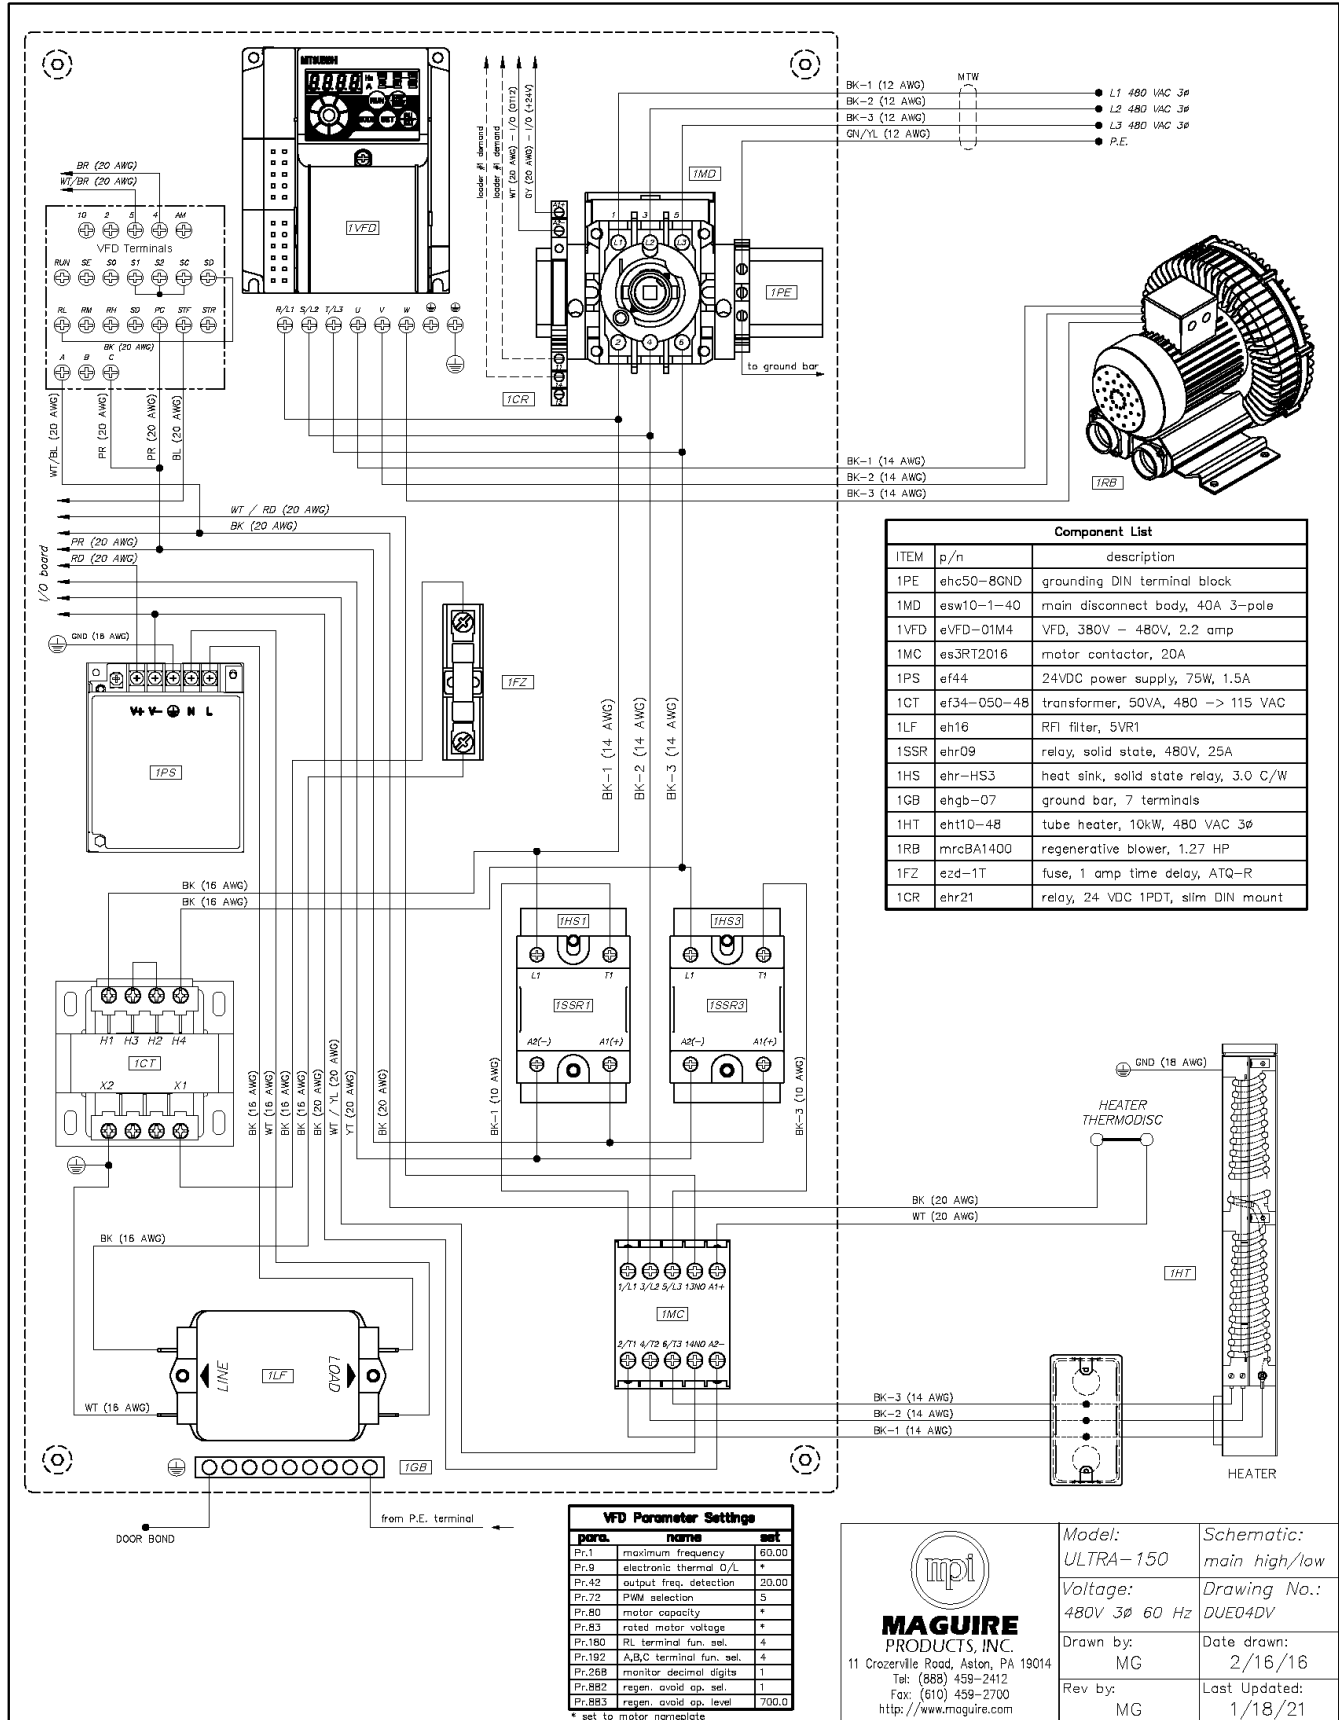 MITSUBISHI
Hz
A
RUN
MODE
SET
loader #1 demand
loader #1 demand
WT (20 AWG) - I/O (OT12)
GY (20 AWG) - I/O (+24V)
BK-1 (12 AWG)
MTW
L1 480 VAC 3ø
BK-2 (12 AWG)
L2 480 VAC 3ø
BK-3 (12 AWG)
L3 480 VAC 3ø
GN/YL (12 AWG)
P.E.
BR (20 AWG)
WT/BR (20 AWG)
1MD
10 2 5 4 AM
VFD Terminals
RUN SE SO S1 S2 SC SD
RL RM RH SD PC STF STR
BK (20 AWG)
A B C
1VFD
R/L1 S/L2 T/L3 U V W
1 3 5
L1 L2 L3
2 4 6
1PE
to ground bar
1CR
WT/BL (20 AWG)
PR (20 AWG)
PR (20 AWG)
BL (20 AWG)
BK-1 (14 AWG)
BK-2 (14 AWG)
BK-3 (14 AWG)
1RB
WT / RD (20 AWG)
BK (20 AWG)
PR (20 AWG)
RD (20 AWG)
I/O board
GND (18 AWG)
V+ V- N L
1PS
1FZ
BK-1 (14 AWG)
BK-2 (14 AWG)
BK-3 (14 AWG)
Component List
ITEM p/n description
1PE ehc50-8GND grounding DIN terminal block
1MD esw10-1-40 main disconnect body, 40A 3-pole
1VFD eVFD-01M4 VFD, 380V - 480V, 2.2 amp
1MC es3RT2016 motor contactor, 20A
1PS ef44 24VDC power supply, 75W, 1.5A
1CT ef34-050-48 transformer, 50VA, 480 -> 115 VAC
1LF eh16 RFI filter, 5VR1
1SSR ehr09 relay, solid state, 480V, 25A
1HS ehr-HS3 heat sink, solid state relay, 3.0 C/W
1GB ehgb-07 ground bar, 7 terminals
1HT eht10-48 tube heater, 10kW, 480 VAC 3ø
1RB mrcBA1400 regenerative blower, 1.27 HP
1FZ ezd-1T fuse, 1 amp time delay, ATQ-R
1CR ehr21 relay, 24 VDC 1PDT, slim DIN mount
BK (16 AWG)
BK (16 AWG)
1HS1
1HS3
L1 T1
L1 T1
1SSR1
1SSR3
A2(-) A1(+)
A2(-) A1(+)
H1 H3 H2 H4
1CT
X2 X1
BK (16 AWG)
WT (16 AWG)
BK (16 AWG)
BK (16 AWG)
BK (20 AWG)
WT / YL (20 AWG)
YT (20 AWG)
BK (20 AWG)
BK-1 (10 AWG)
BK-3 (10 AWG)
GND (18 AWG)
HEATER
THERMODISC
BK (20 AWG)
WT (20 AWG)
BK (16 AWG)
1/L1 3/L2 5/L3 13NO A1+
1MC
2/T1 4/T2 6/T3 14NO A2-
1HT
LINE
1LF
LOAD
WT (16 AWG)
BK-3 (14 AWG)
BK-2 (14 AWG)
BK-1 (14 AWG)
HEATER
1GB
DOOR BOND
from P.E. terminal
VFD Parameter Settings
para. name set
Pr.1 maximum frequency 60.00
Pr.9 electronic thermal O/L *
Pr.42 output freq. detection 20.00
Pr.72 PWM selection 5
Pr.80 motor capacity *
Pr.83 rated motor voltage *
Pr.180 RL terminal fun. sel. 4
Pr.192 A,B,C terminal fun. sel. 4
Pr.268 monitor decimal digits 1
Pr.882 regen. avoid op. sel. 1
Pr.883 regen. avoid op. level 700.0
* set to motor nameplate
mpi
MAGUIRE
PRODUCTS, INC.
11 Crozerville Road, Aston, PA 19014
Tel: (888) 459-2412
Fax: (610) 459-2700
http://www.maguire.com
Model:
ULTRA-150
Schematic:
main high/low
Voltage:
480V 3ø 60 Hz
Drawing No.:
DUE04DV
Drawn by:
MG
Date drawn:
2/16/16
Rev by:
MG
Last Updated:
1/18/21